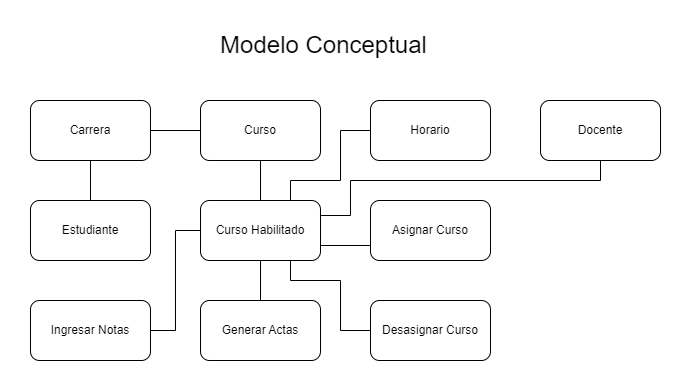 Modelo Conceptual
Carrera
Curso
Horario
Docente
Estudiante
Curso Habilitado
Asignar Curso
Ingresar Notas
Generar Actas
Desasignar Curso